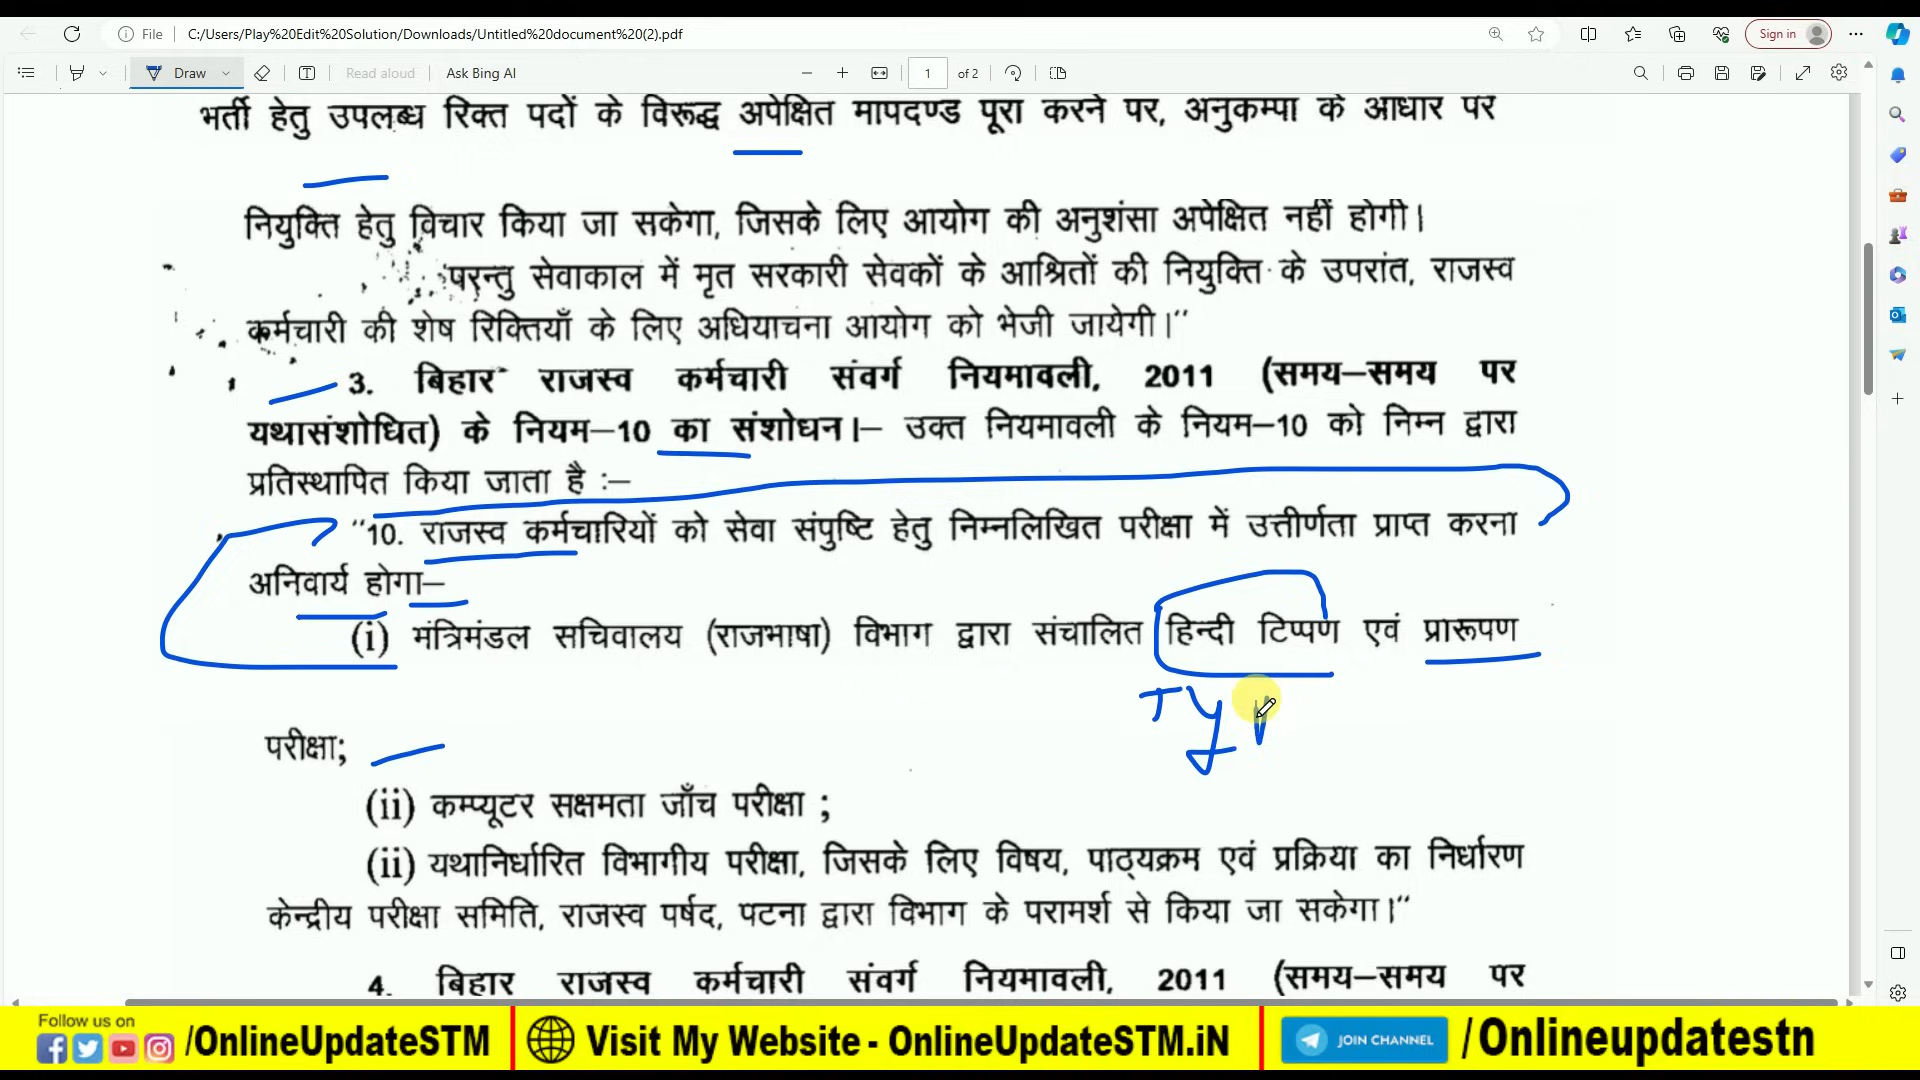 File C:/Users/Play%20Edit%20Solution/Downloads/Untitled%20document%20(2).pdf Sign in
Draw Read aloud Ask Bing AI 1 of 2
भर्ती हेतु उपलब्ध रिक्त पदों के विरूद्ध अपेक्षित मापदण्ड पूरा करने पर, अनुकम्पा के आधार पर
नियुक्ति हेतु विचार किया जा सकेगा, जिसके लिए आयोग की अनुशंसा अपेक्षित नहीं होगी।
परन्तु सेवाकाल में मृत सरकारी सेवकों के आश्रितों की नियुक्ति के उपरांत, राजस्व
कर्मचारी की शेष रिक्तियाँ के लिए अधियाचना आयोग को भेजी जायेगी।"
3. बिहार राजस्व कर्मचारी संवर्ग नियमावली, 2011 (समय–समय पर
यथासंशोधित) के नियम–10 का संशोधन।– उक्त नियमावली के नियम–10 को निम्न द्वारा
प्रतिस्थापित किया जाता है :–
"10. राजस्व कर्मचारियों को सेवा संपुष्टि हेतु निम्नलिखित परीक्षा में उत्तीर्णता प्राप्त करना
अनिवार्य होगा–
(i) मंत्रिमंडल सचिवालय (राजभाषा) विभाग द्वारा संचालित हिन्दी टिप्पण एवं प्रारूपण
TY
परीक्षा;
(ii) कम्प्यूटर सक्षमता जाँच परीक्षा ;
(ii) यथानिर्धारित विभागीय परीक्षा, जिसके लिए विषय, पाठ्यक्रम एवं प्रक्रिया का निर्धारण
केन्द्रीय परीक्षा समिति, राजस्व पर्षद, पटना द्वारा विभाग के परामर्श से किया जा सकेगा।"
4. बिहार राजस्व कर्मचारी संवर्ग नियमावली, 2011 (समय–समय पर
Follow us on
/OnlineUpdateSTM Visit My Website - OnlineUpdateSTM.iN JOIN CHANNEL /Onlineupdatestn